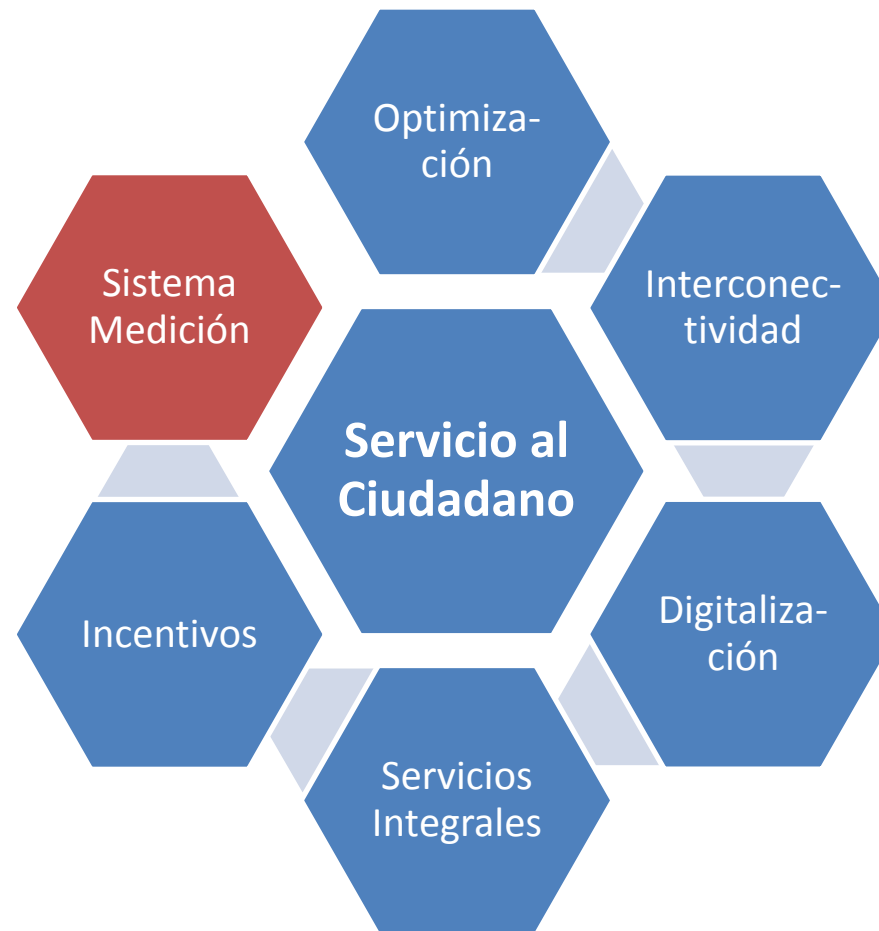 Optimiza-
ción
Interconec-
tividad
Digitaliza-
ción
Servicios
Integrales
Incentivos
Sistema
Medición
Servicio al
Ciudadano